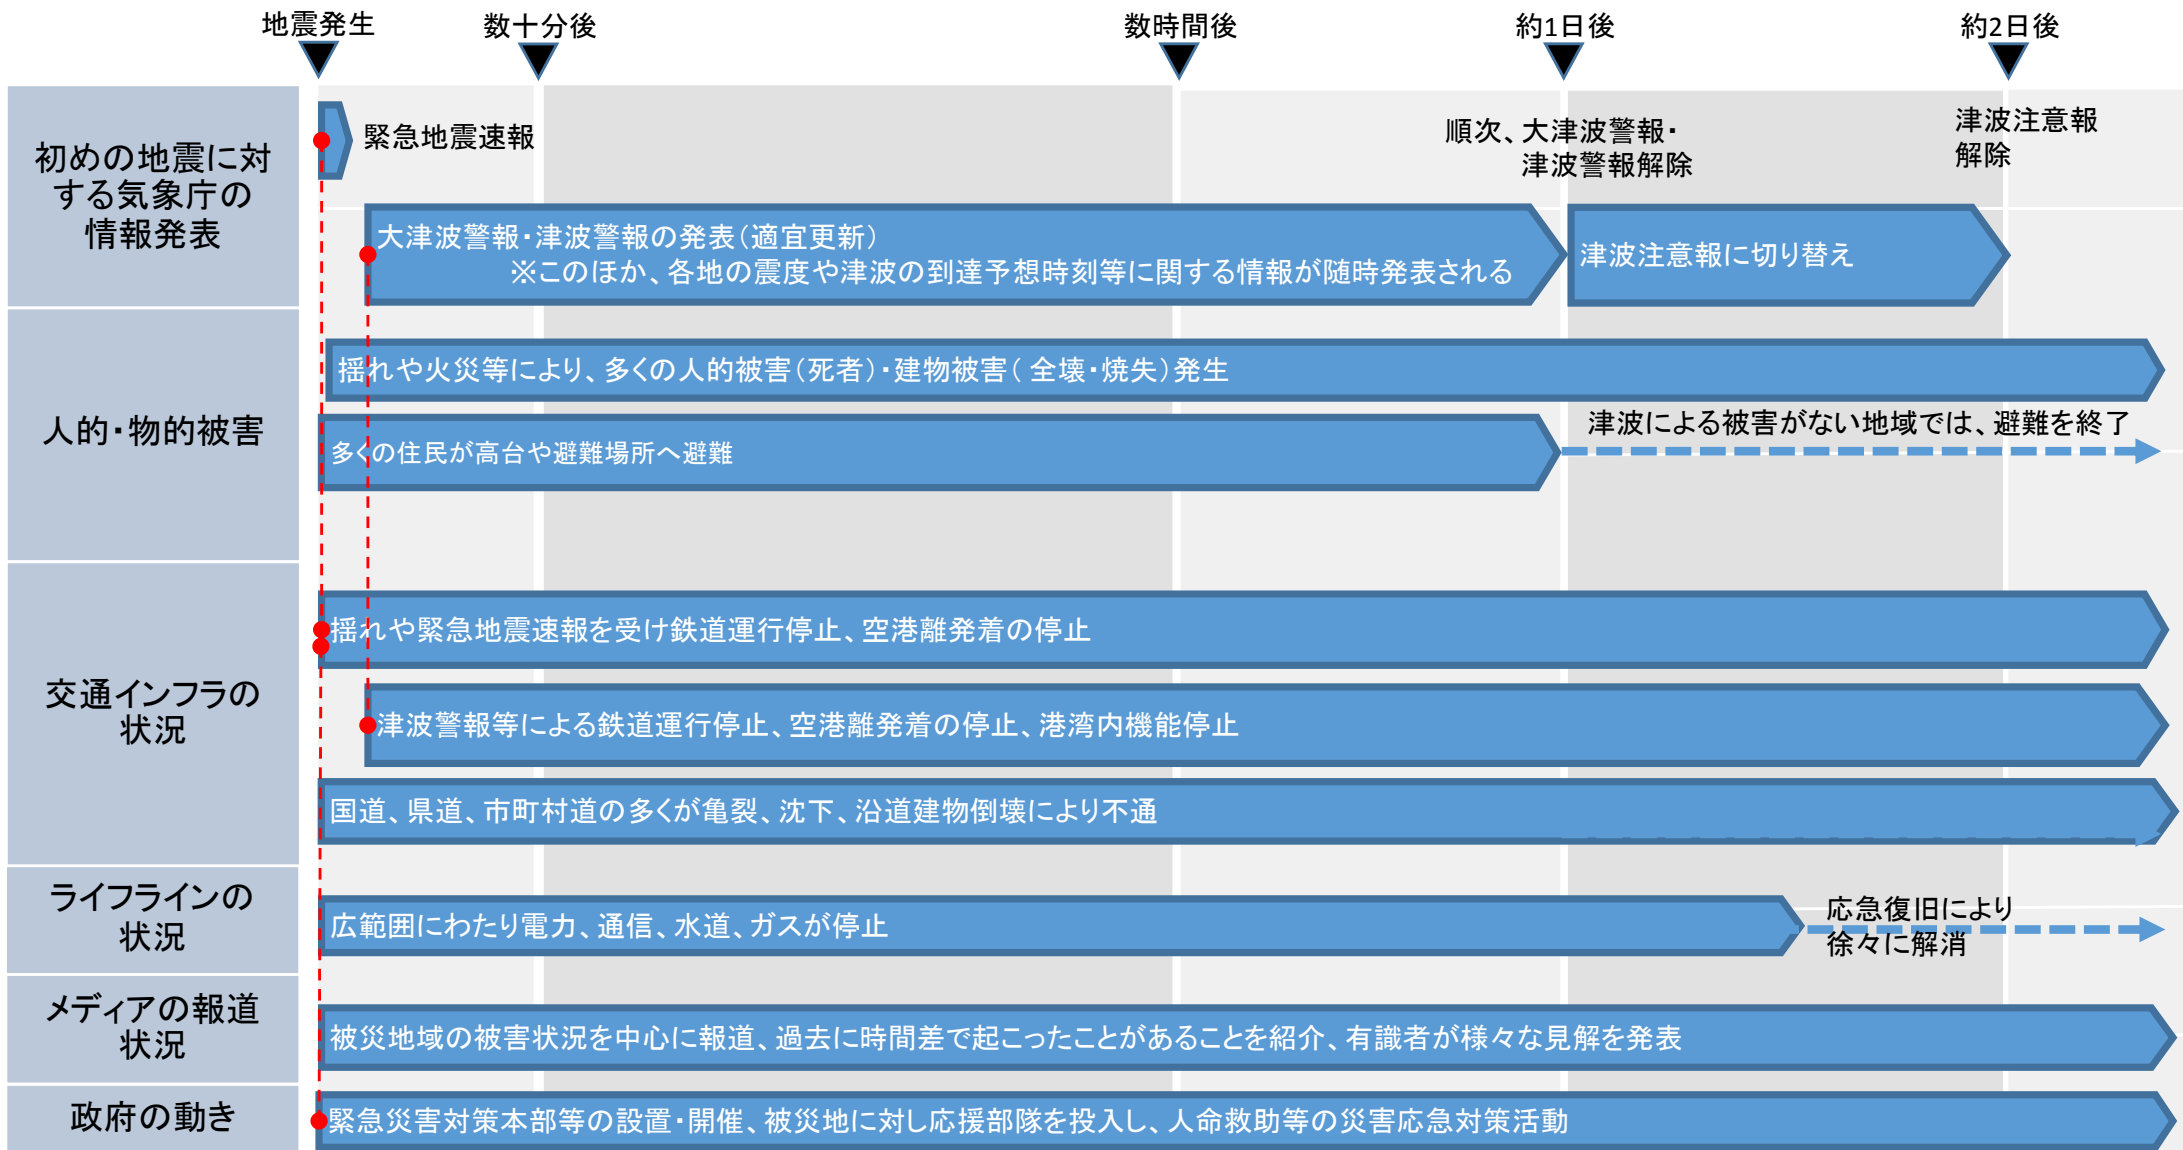 地震発生
数十分後
数時間後
約1日後
約2日後
初めの地震に対
する気象庁の
情報発表
緊急地震速報
順次、大津波警報・
津波警報解除
津波注意報
解除
大津波警報・津波警報の発表（適宜更新）
※このほか、各地の震度や津波の到達予想時刻等に関する情報が随時発表される
津波注意報に切り替え
人的・物的被害
揺れや火災等により、多くの人的被害（死者）・建物被害（全壊・焼失）発生
多くの住民が高台や避難場所へ避難
津波による被害がない地域では、避難を終了
交通インフラの
状況
揺れや緊急地震速報を受け鉄道運行停止、空港離発着の停止
津波警報等による鉄道運行停止、空港離発着の停止、港湾内機能停止
国道、県道、市町村道の多くが亀裂、沈下、沿道建物倒壊により不通
ライフラインの
状況
広範囲にわたり電力、通信、水道、ガスが停止
応急復旧により
徐々に解消
メディアの報道
状況
被災地域の被害状況を中心に報道、過去に時間差で起こったことがあることを紹介、有識者が様々な見解を発表
政府の動き
緊急災害対策本部等の設置・開催、被災地に対し応援部隊を投入し、人命救助等の災害応急対策活動